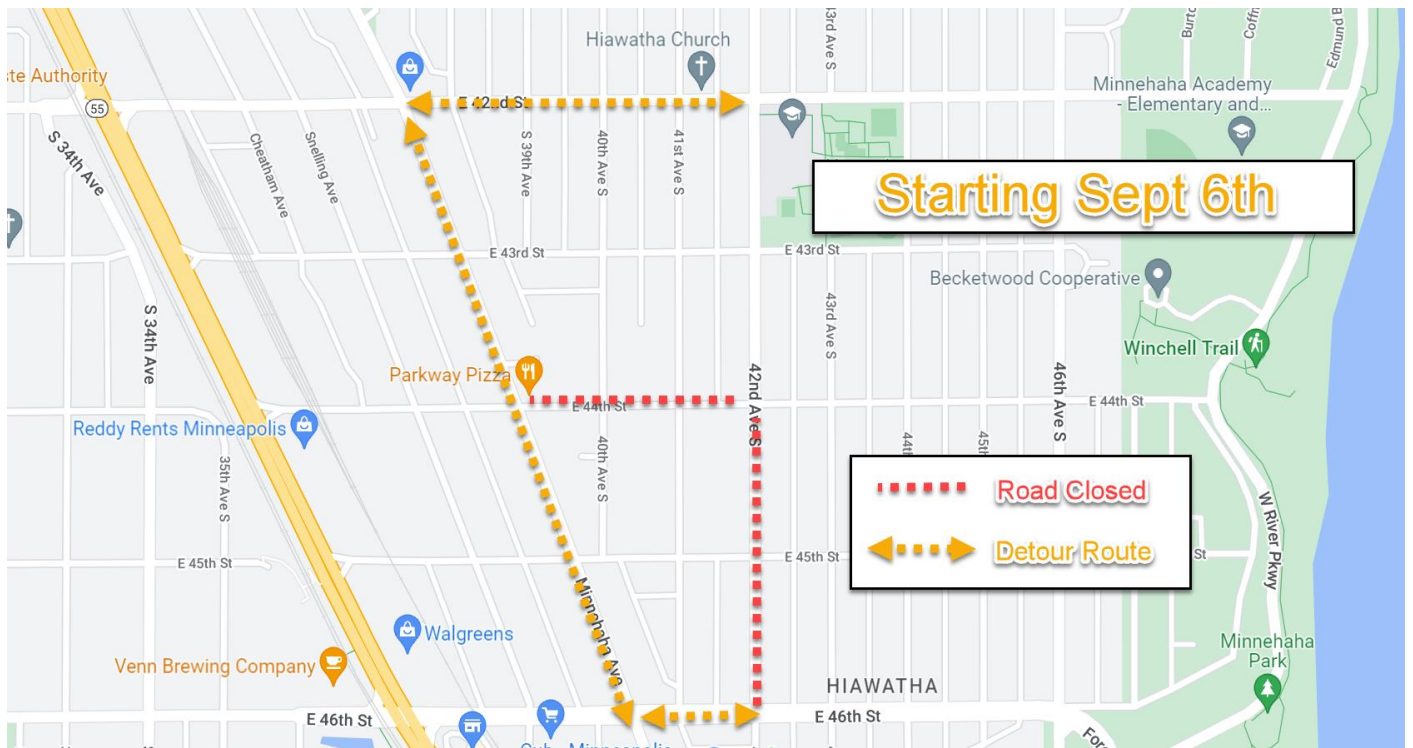 Hiawatha Church
43rd Ave S
Burto
Coffm
Edmund B
ste Authority
Minnehaha Academy
- Elementary and...
55
E 42nd St
S 34th Ave
Cheatham Ave
Snelling Ave
S 39th Ave
40th Ave S
41st Ave S
Starting Sept 6th
E 43rd St
E 43rd St
Becketwood Cooperative
S 34th Ave
43rd Ave S
Winchell Trail
Parkway Pizza
42nd Ave S
46th Ave S
E 44th St
E 44th St
Reddy Rents Minneapolis
35th Ave S
40th Ave S
44th
45th
Road Closed
Detour Route
W River Pkwy
E 45th St
E 45th St
St
Minnehaha Ave
Walgreens
Venn Brewing Company
Minnehaha
Park
HIAWATHA
E 46th St
E 46th St
For